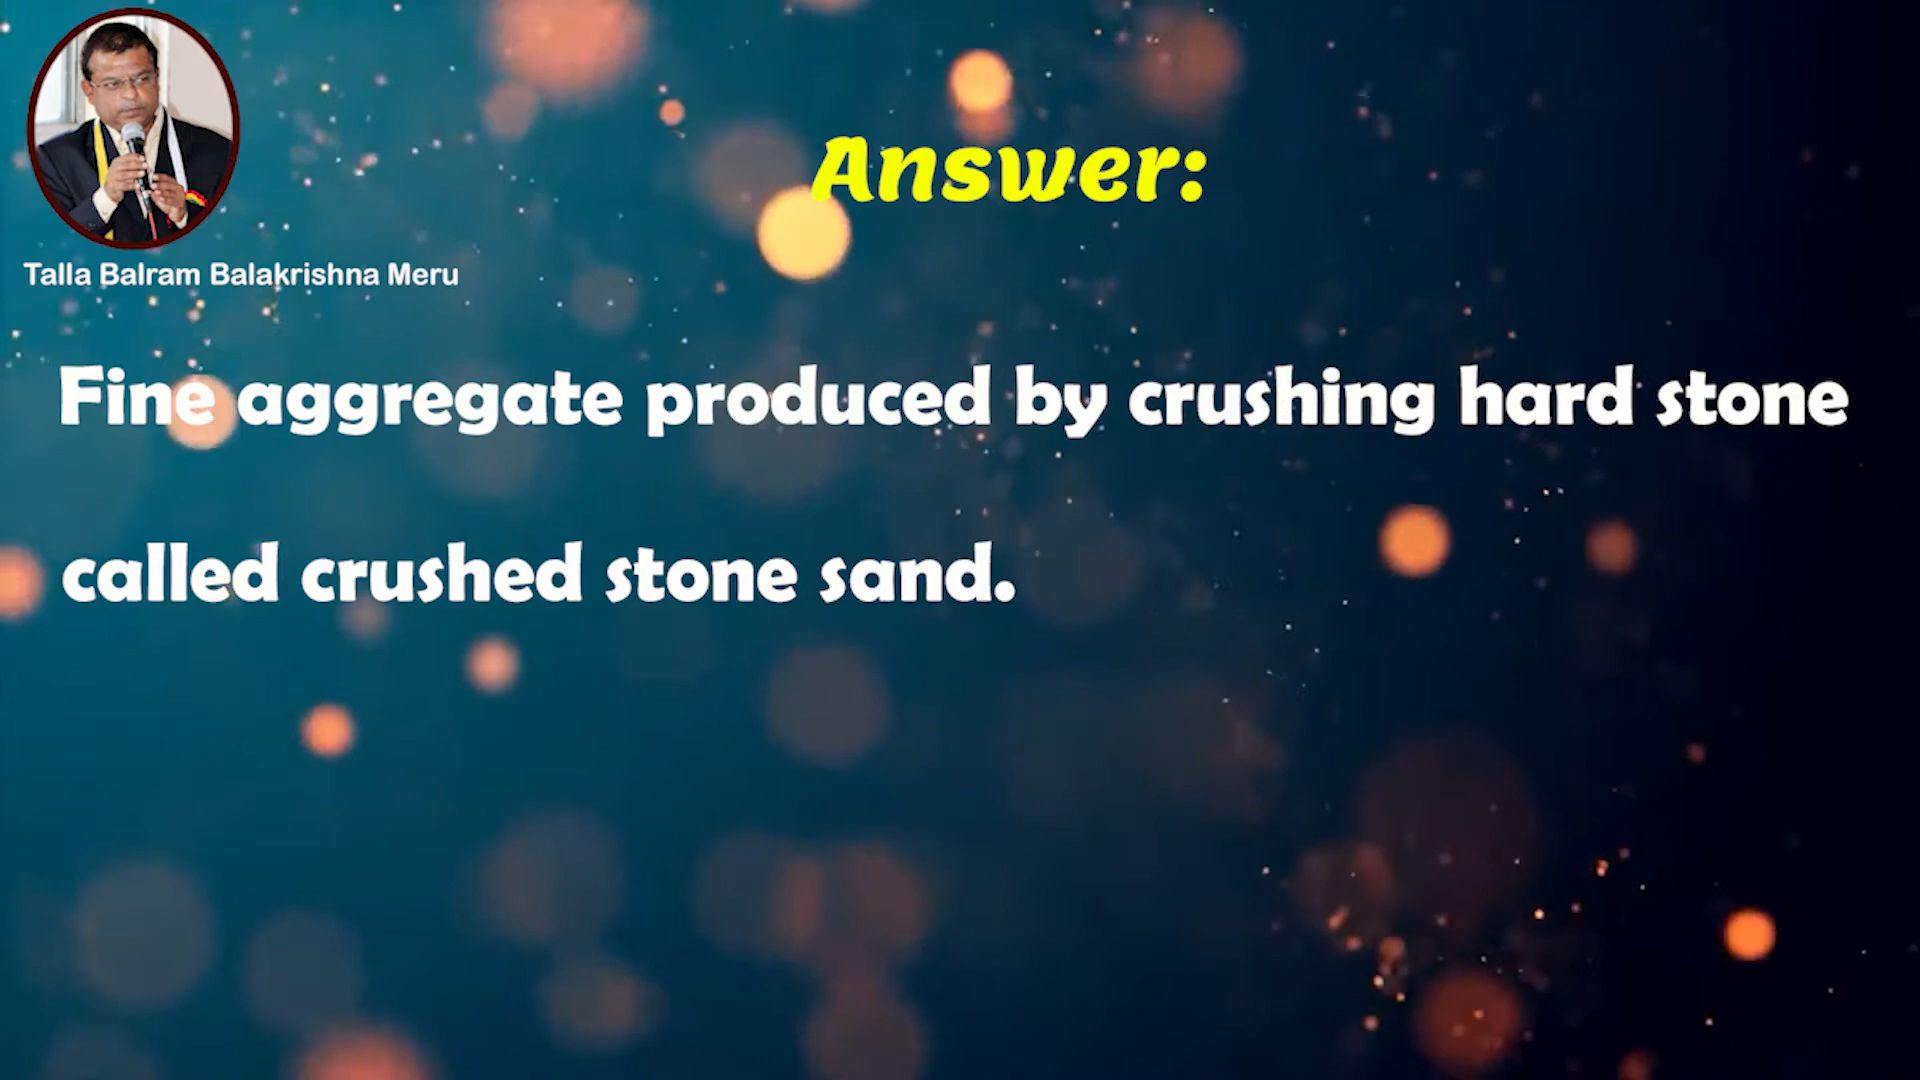 Answer:
Talla Balram Balakrishna Meru
Fine aggregate produced by crushing hard stone
called crushed stone sand.